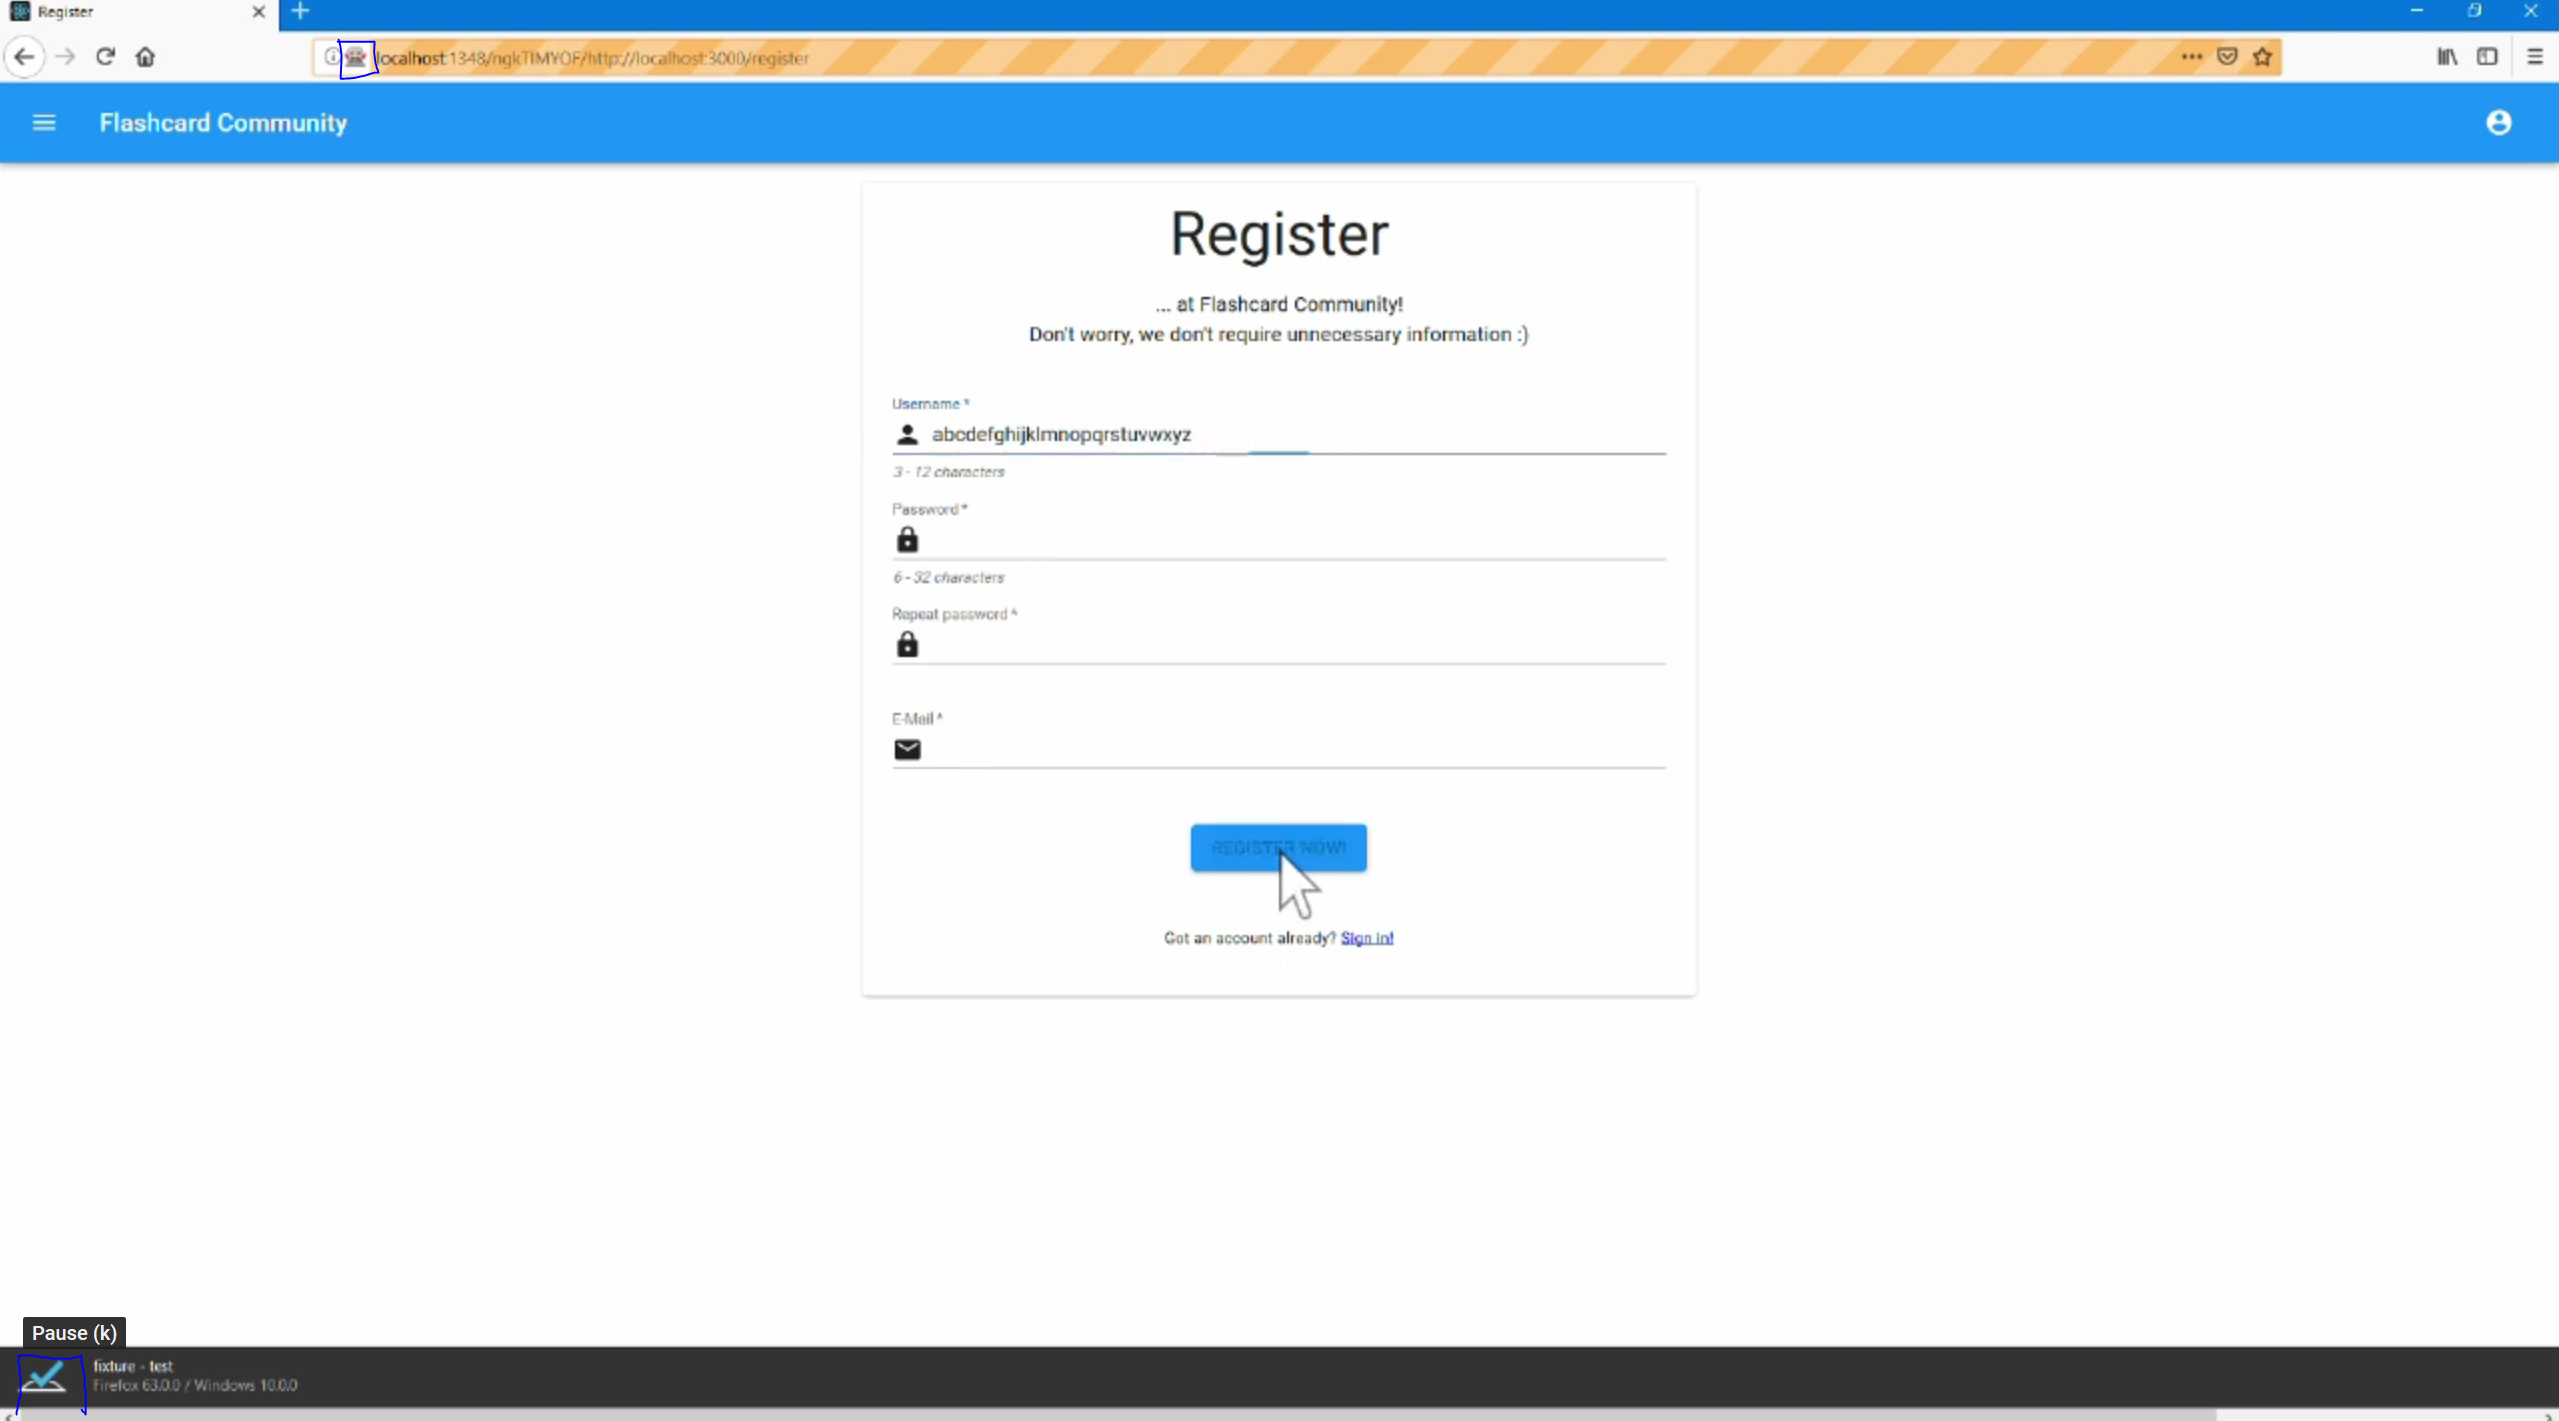 Register
localhost:1348/ngkTIMYOF/http://localhost:3000/register
Flashcard Community
Register
... at Flashcard Community!
Don't worry, we don't require unnecessary information :)
Username *
abcdefghijklmnopqrstuvwxyz
3 - 12 characters
Password *
6 - 32 characters
Repeat password *
E-Mail *
REGISTER NOW!
Got an account already? Sign in!
Pause (k)
fixture - test
Firefox 63.0.0 / Windows 10.0.0